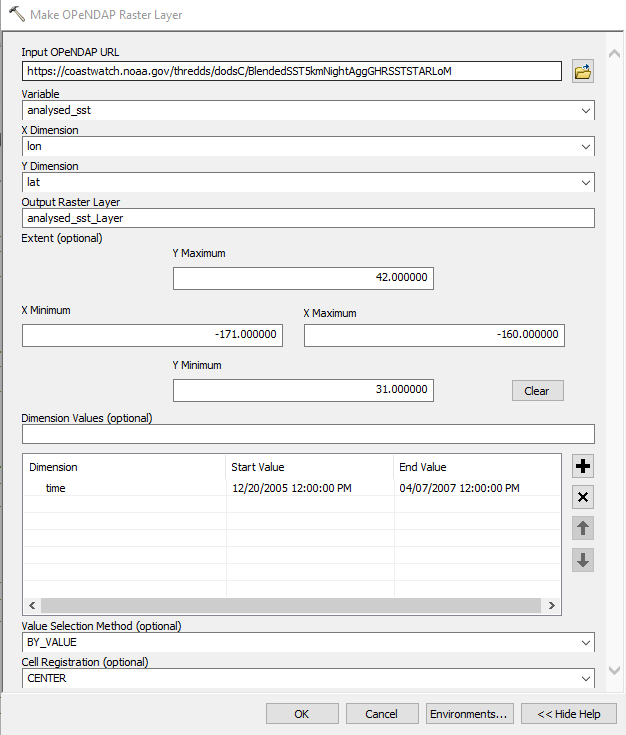 Make OPeNDAP Raster Layer
Input OPeNDAP URL
https://coastwatch.noaa.gov/thredds/dodsC/BlendedSST5kmNightAggGHRSSTSTARLoM
Variable
analysed_sst
X Dimension
lon
Y Dimension
lat
Output Raster Layer
analysed_sst_Layer
Extent (optional)
Y Maximum
42.000000
X Minimum
X Maximum
-171.000000
-160.000000
Y Minimum
31.000000
Clear
Dimension Values (optional)
Dimension Start Value End Value
time 12/20/2005 12:00:00 PM 04/07/2007 12:00:00 PM
Value Selection Method (optional)
BY_VALUE
Cell Registration (optional)
CENTER
OK Cancel Environments... << Hide Help